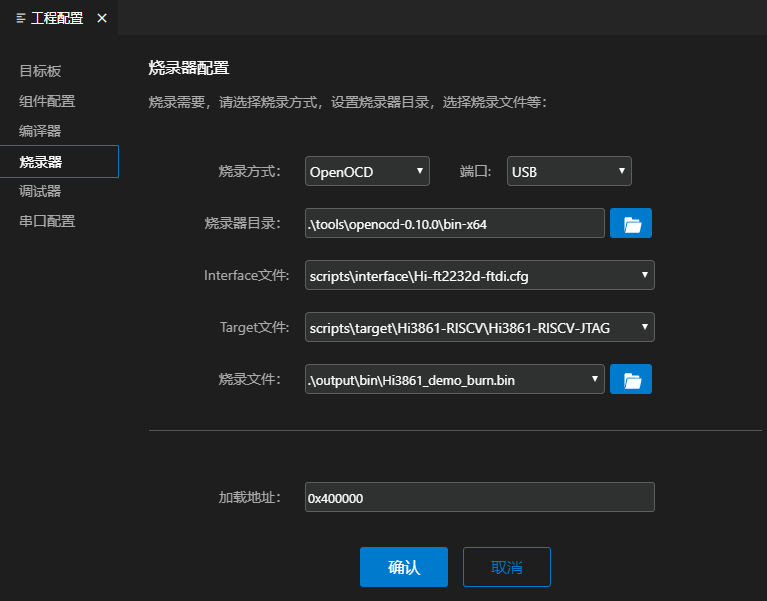 工程配置
目标板
组件配置
编译器
烧录器
调试器
串口配置
烧录器配置
烧录需要，请选择烧录方式，设置烧录器目录，选择烧录文件等：
烧录方式： OpenOCD 端口： USB
烧录器目录： .\tools\openocd-0.10.0\bin-x64
Interface文件: scripts\interface\Hi-ft2232d-ftdi.cfg
Target文件: scripts\target\Hi3861-RISCV\Hi3861-RISCV-JTAG
烧录文件： .\output\bin\Hi3861_demo_burn.bin
加载地址： 0x400000
确认 取消